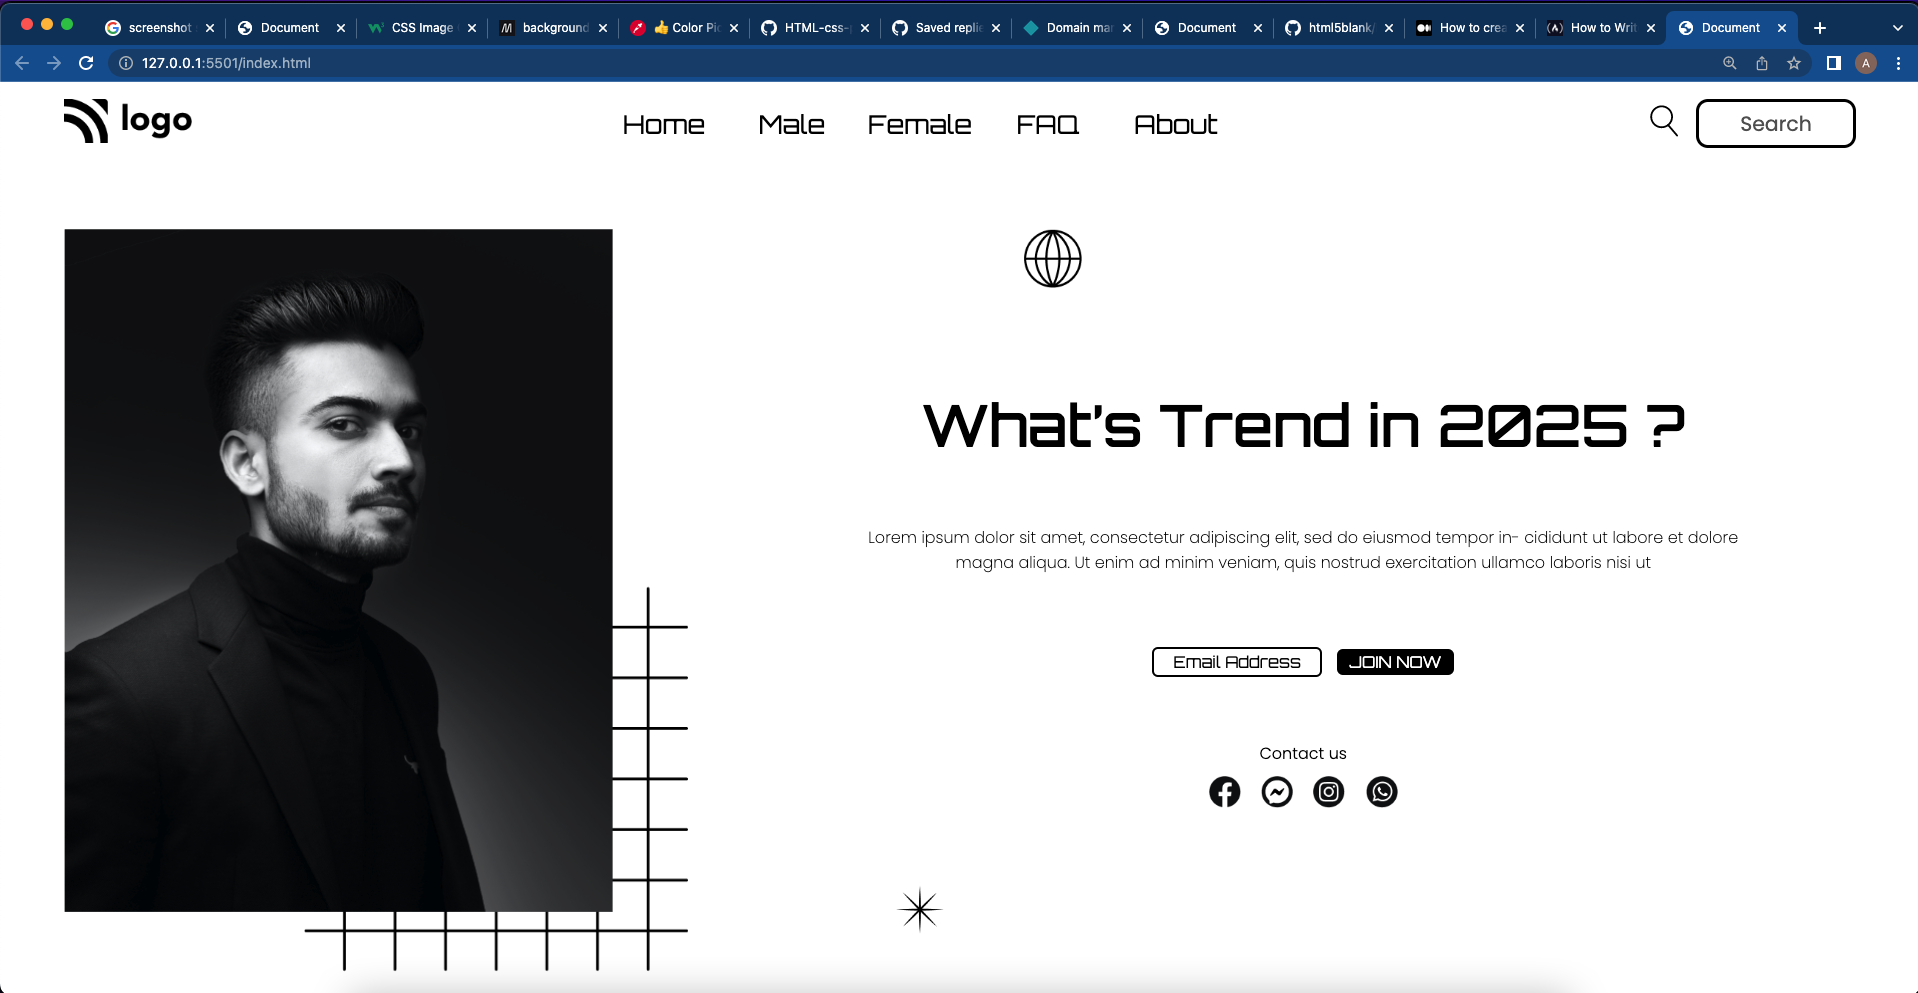 screenshot
Document
CSS Image
background
👍 Color Pic
HTML-css-
Saved replie
Domain mar
Document
html5blank/
How to crea
How to Writ
Document
127.0.0.1:5501/index.html
A
logo
Home Male Female FAQ About
Search
What's Trend in 2025 ?
Lorem ipsum dolor sit amet, consectetur adipiscing elit, sed do eiusmod tempor in- cididunt ut labore et dolore
magna aliqua. Ut enim ad minim veniam, quis nostrud exercitation ullamco laboris nisi ut
Email Address JOIN NOW
Contact us